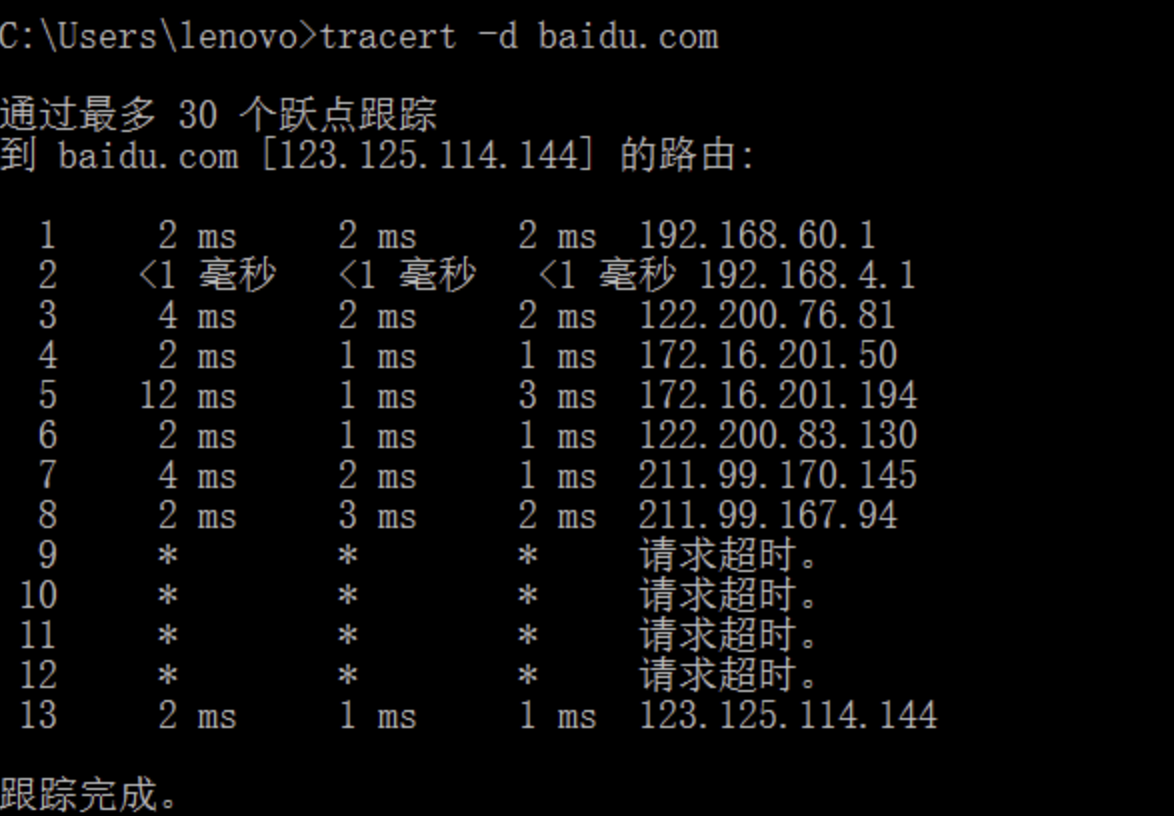 C:\Users\lenovo>tracert -d baidu.com
通过最多 30 个跃点跟踪
到 baidu.com [123.125.114.144] 的路由:
1 2 ms 2 ms 2 ms 192.168.60.1
2 <1 毫秒 <1 毫秒 <1 毫秒 192.168.4.1
3 4 ms 2 ms 2 ms 122.200.76.81
4 2 ms 1 ms 1 ms 172.16.201.50
5 12 ms 1 ms 3 ms 172.16.201.194
6 2 ms 1 ms 1 ms 122.200.83.130
7 4 ms 2 ms 1 ms 211.99.170.145
8 2 ms 3 ms 2 ms 211.99.167.94
9 * * * 请求超时。
10 * * * 请求超时。
11 * * * 请求超时。
12 * * * 请求超时。
13 2 ms 1 ms 1 ms 123.125.114.144
跟踪完成。